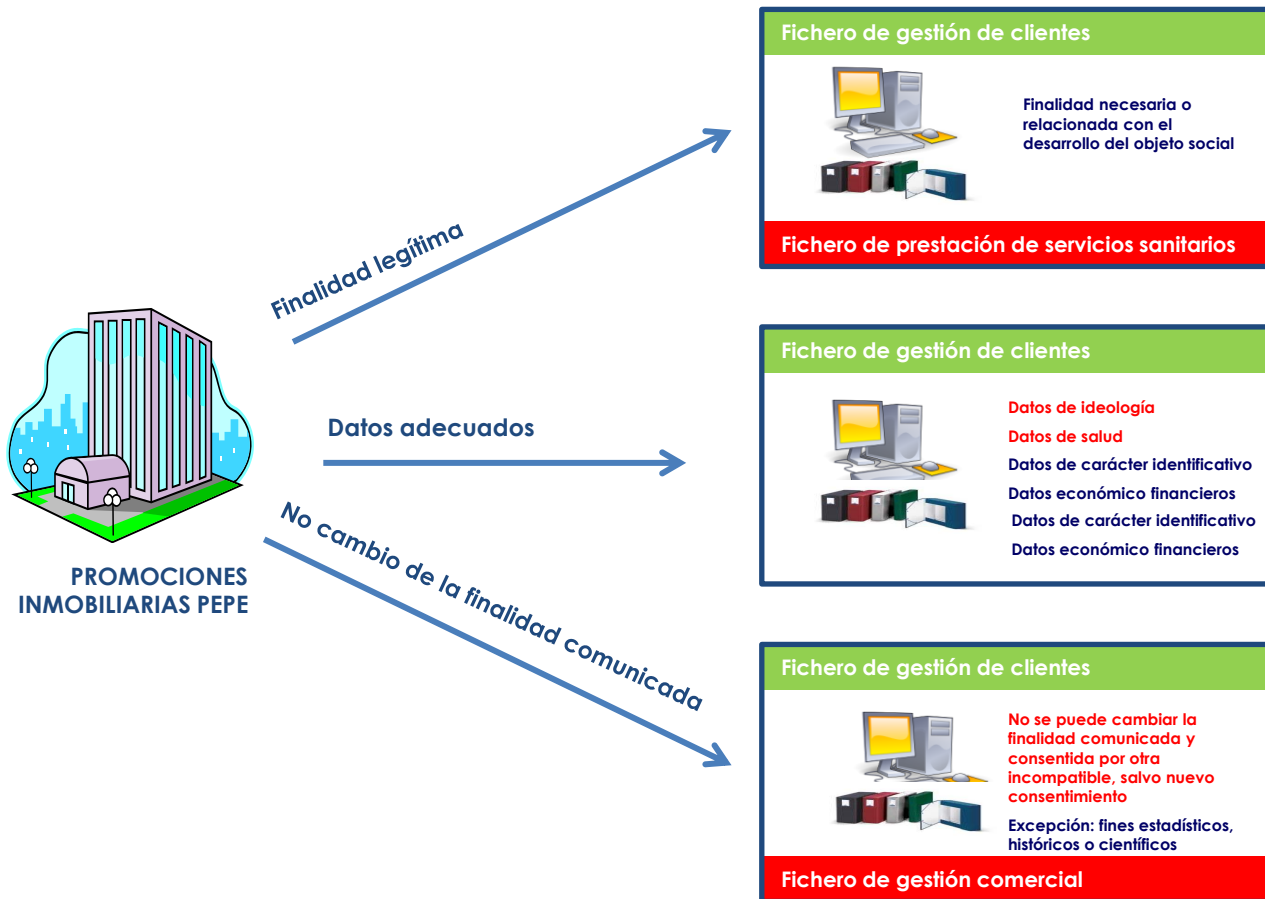 Fichero de gestión de clientes
Finalidad necesaria o
relacionada con el
desarrollo del objeto social
Fichero de prestación de servicios sanitarios
Finalidad legítima
Fichero de gestión de clientes
Datos de ideología
Datos de salud
Datos de carácter identificativo
Datos económico financieros
Datos de carácter identificativo
Datos económico financieros
Datos adecuados
No cambio de la finalidad comunicada
PROMOCIONES
INMOBILIARIAS PEPE
Fichero de gestión de clientes
No se puede cambiar la
finalidad comunicada y
consentida por otra
incompatible, salvo nuevo
consentimiento
Excepción: fines estadísticos,
históricos o científicos
Fichero de gestión comercial